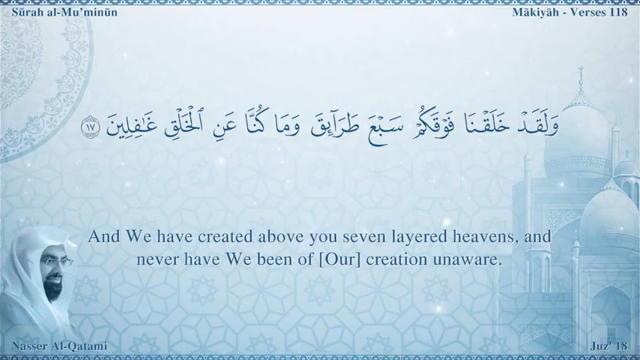 Sūrah al-Mu’minūn
Mākiyāh - Verses 118
وَلَقَدْ خَلَقْنَا فَوْقَكُمْ سَبْعَ طَرَآئِقَ وَمَا كُنَّا عَنِ ٱلْخَلْقِ غَـٰفِلِينَ ١٧
And We have created above you seven layered heavens, and
never have We been of [Our] creation unaware.
Nasser Al-Qatami
Juz' 18